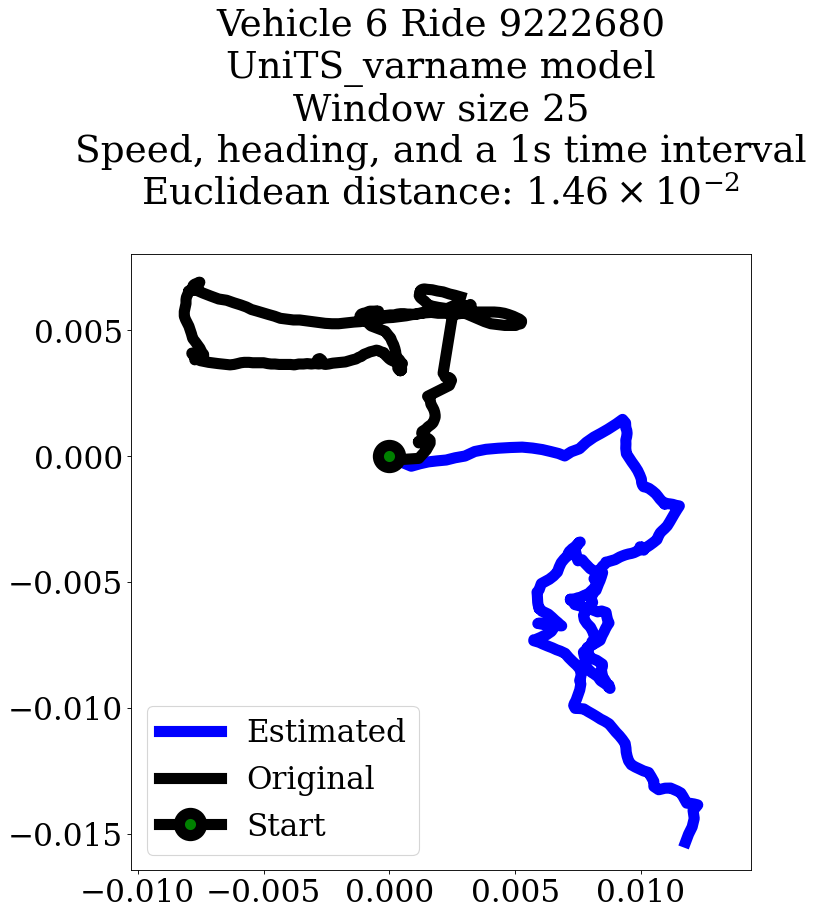 Vehicle 6 Ride 9222680
UniTS_varname model
Window size 25
Speed, heading, and a 1s time interval
Euclidean distance: 1.46 × 10⁻²
0.005
0.000
−0.005
−0.010
−0.015
Estimated
Original
Start
−0.010 −0.005 0.000 0.005 0.010